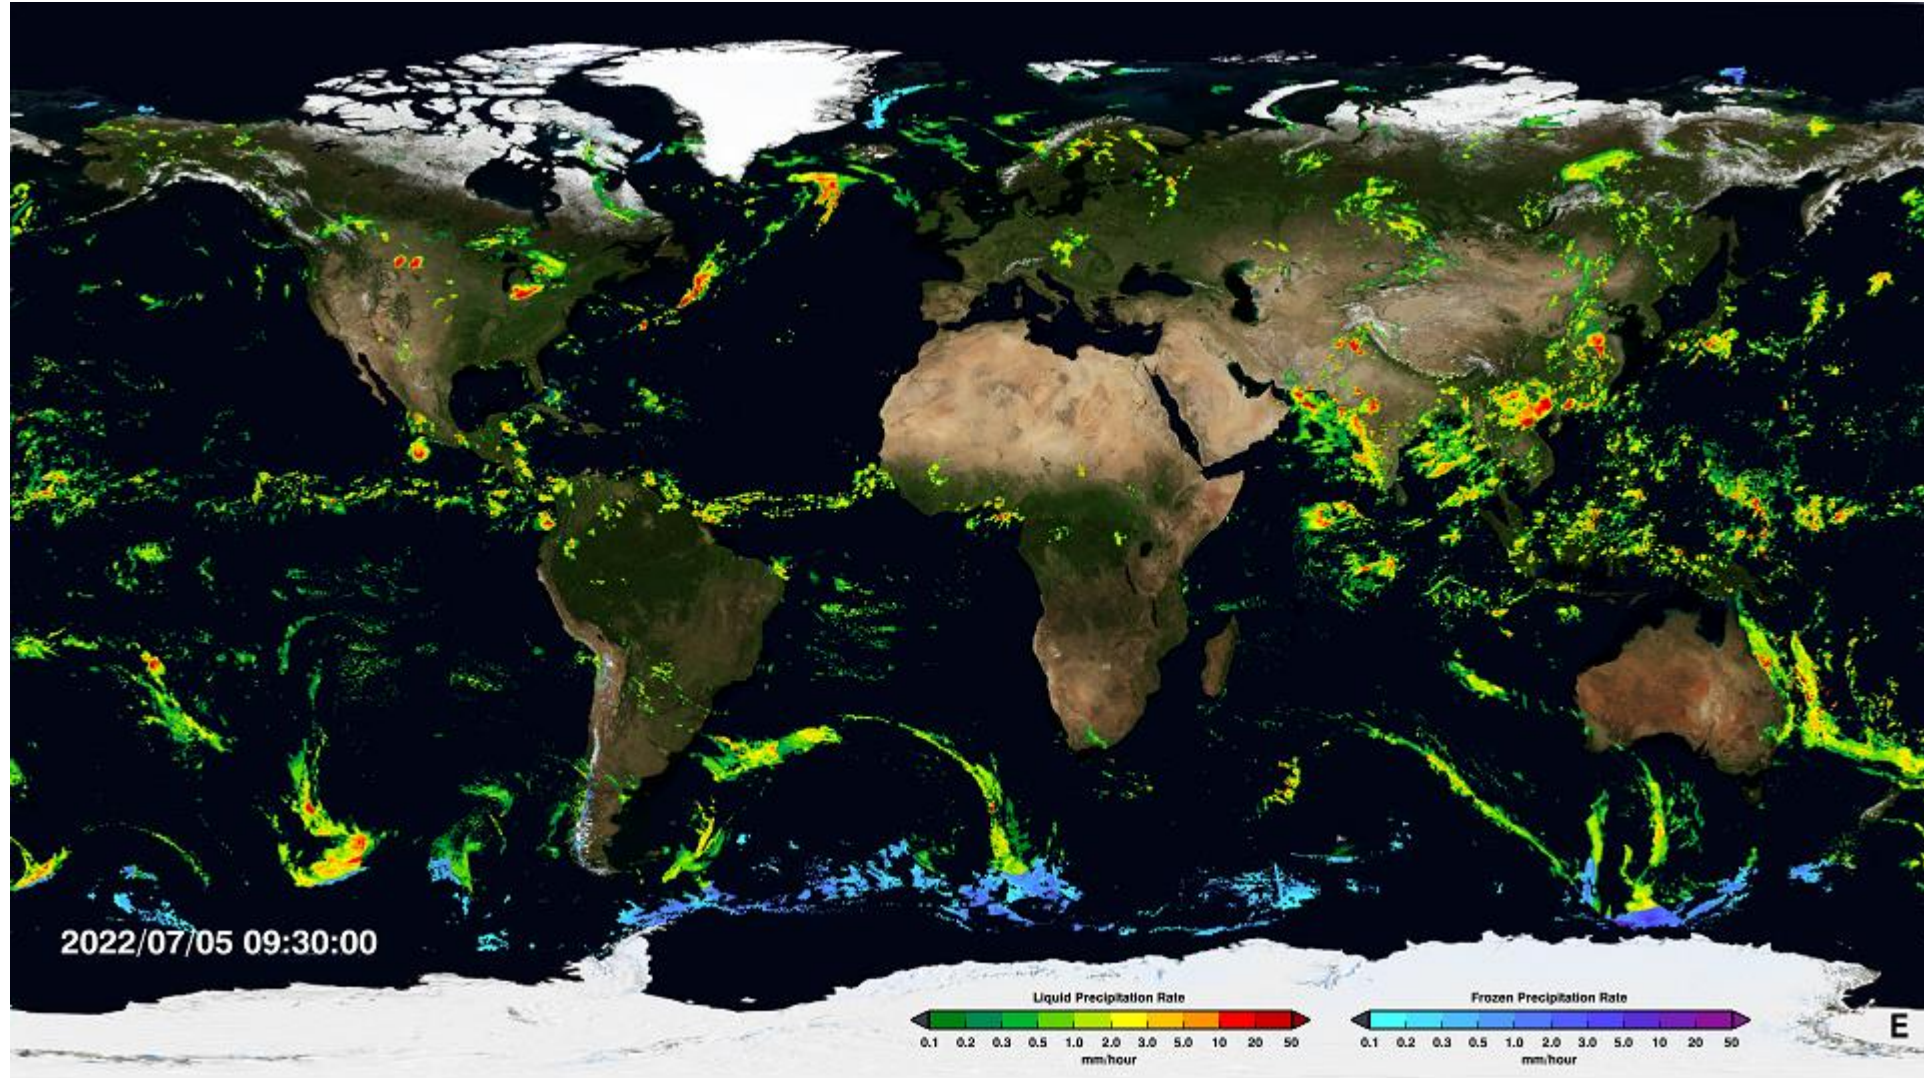 2022/07/05 09:30:00
Liquid Precipitation Rate
0.1 0.2 0.3 0.5 1.0 2.0 3.0 5.0 10 20 50
mm/hour
Frozen Precipitation Rate
0.1 0.2 0.3 0.5 1.0 2.0 3.0 5.0 10 20 50
mm/hour
E